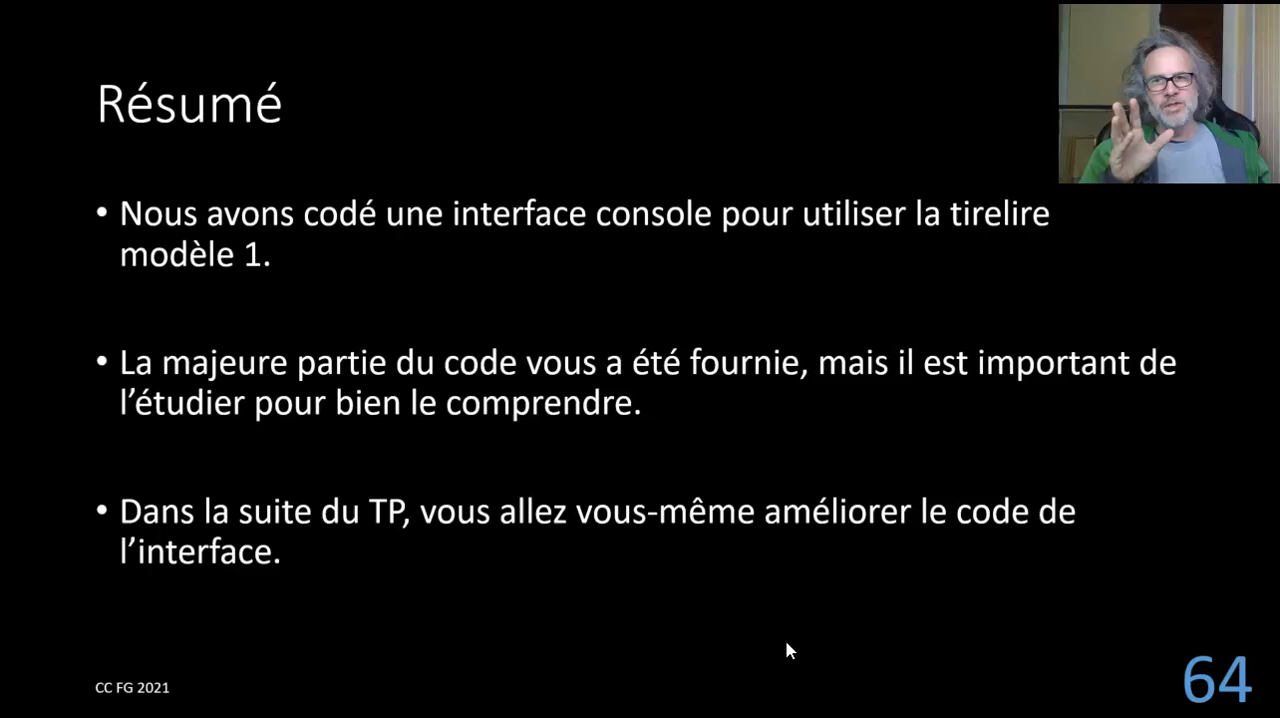 Résumé
• Nous avons codé une interface console pour utiliser la tirelire
modèle 1.
• La majeure partie du code vous a été fournie, mais il est important de
l’étudier pour bien le comprendre.
• Dans la suite du TP, vous allez vous-même améliorer le code de
l’interface.
CC FG 2021
64